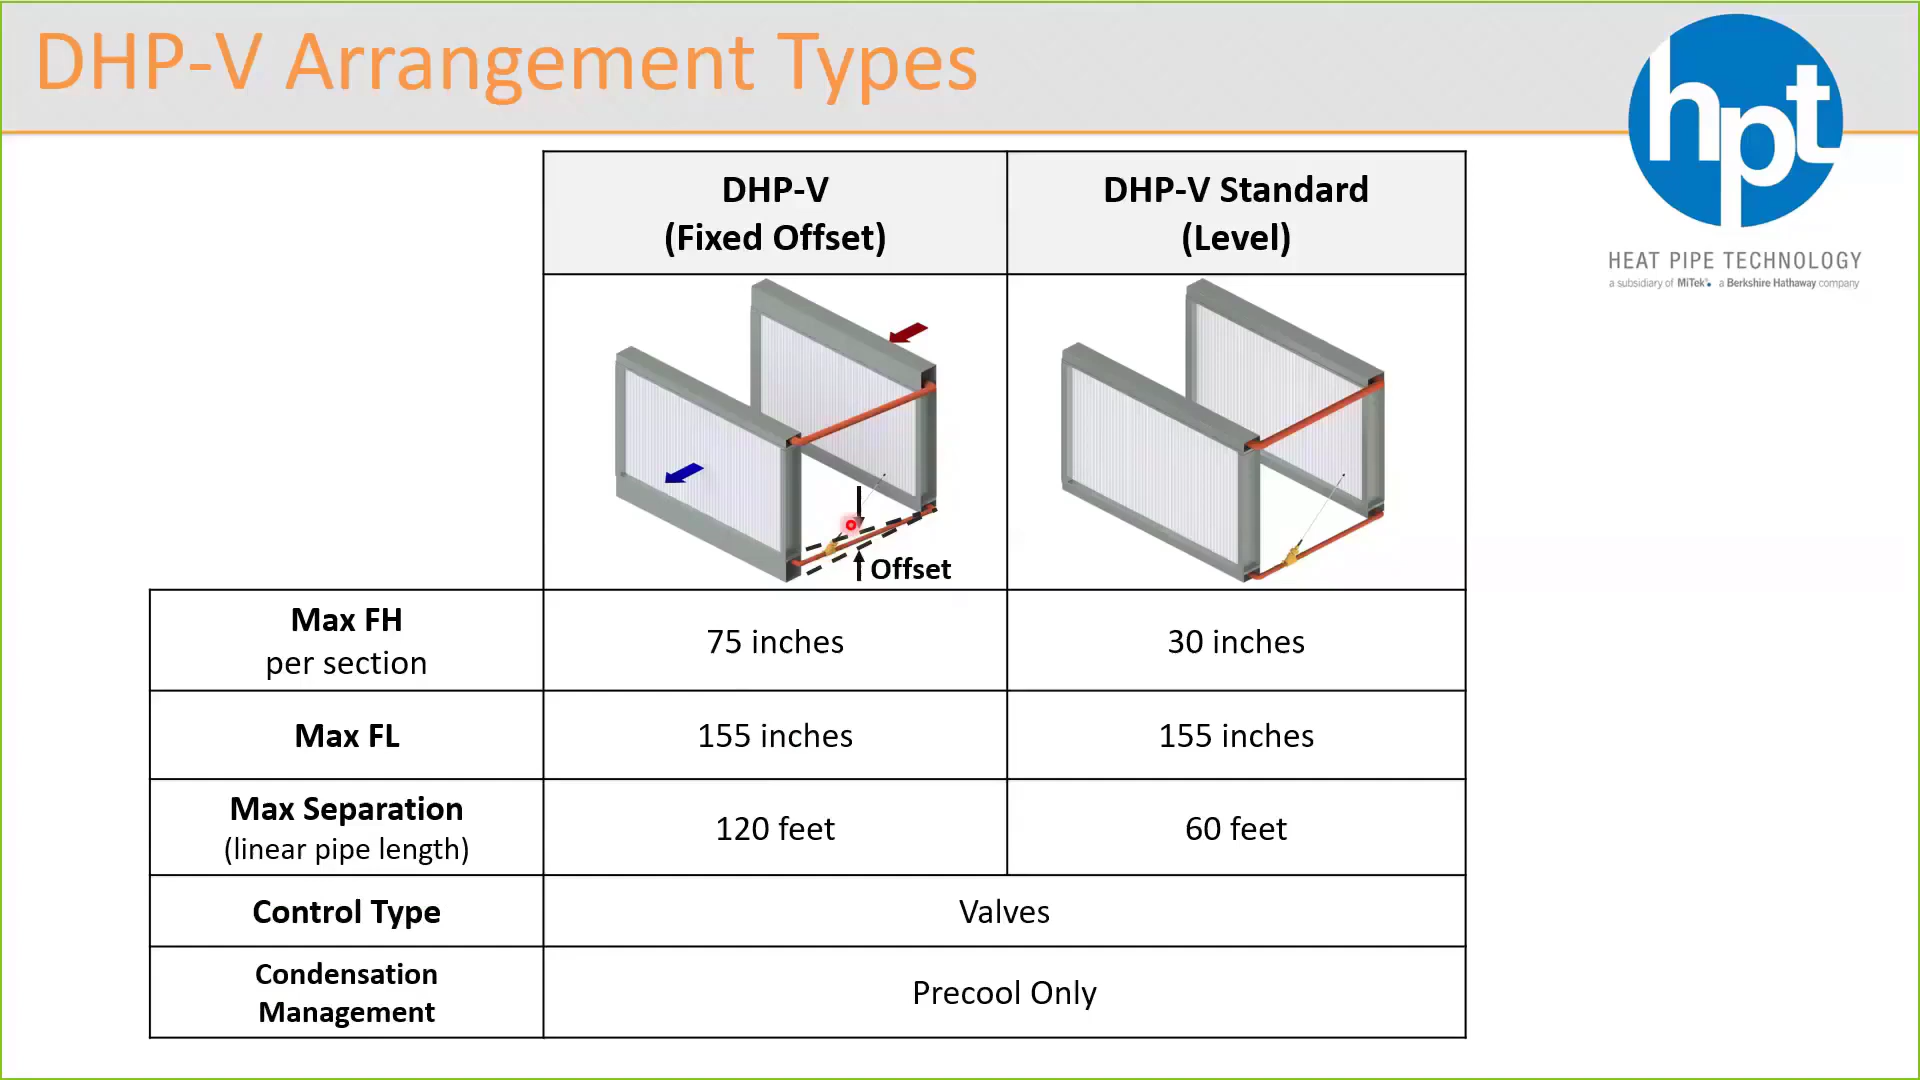 DHP-V Arrangement Types
hpt
HEAT PIPE TECHNOLOGY
a subsidiary of MiTek® a Berkshire Hathaway company
DHP-V
(Fixed Offset)
DHP-V Standard
(Level)
Offset
Max FH
per section
75 inches
30 inches
Max FL
155 inches
155 inches
Max Separation
(linear pipe length)
120 feet
60 feet
Control Type
Valves
Condensation
Management
Precool Only